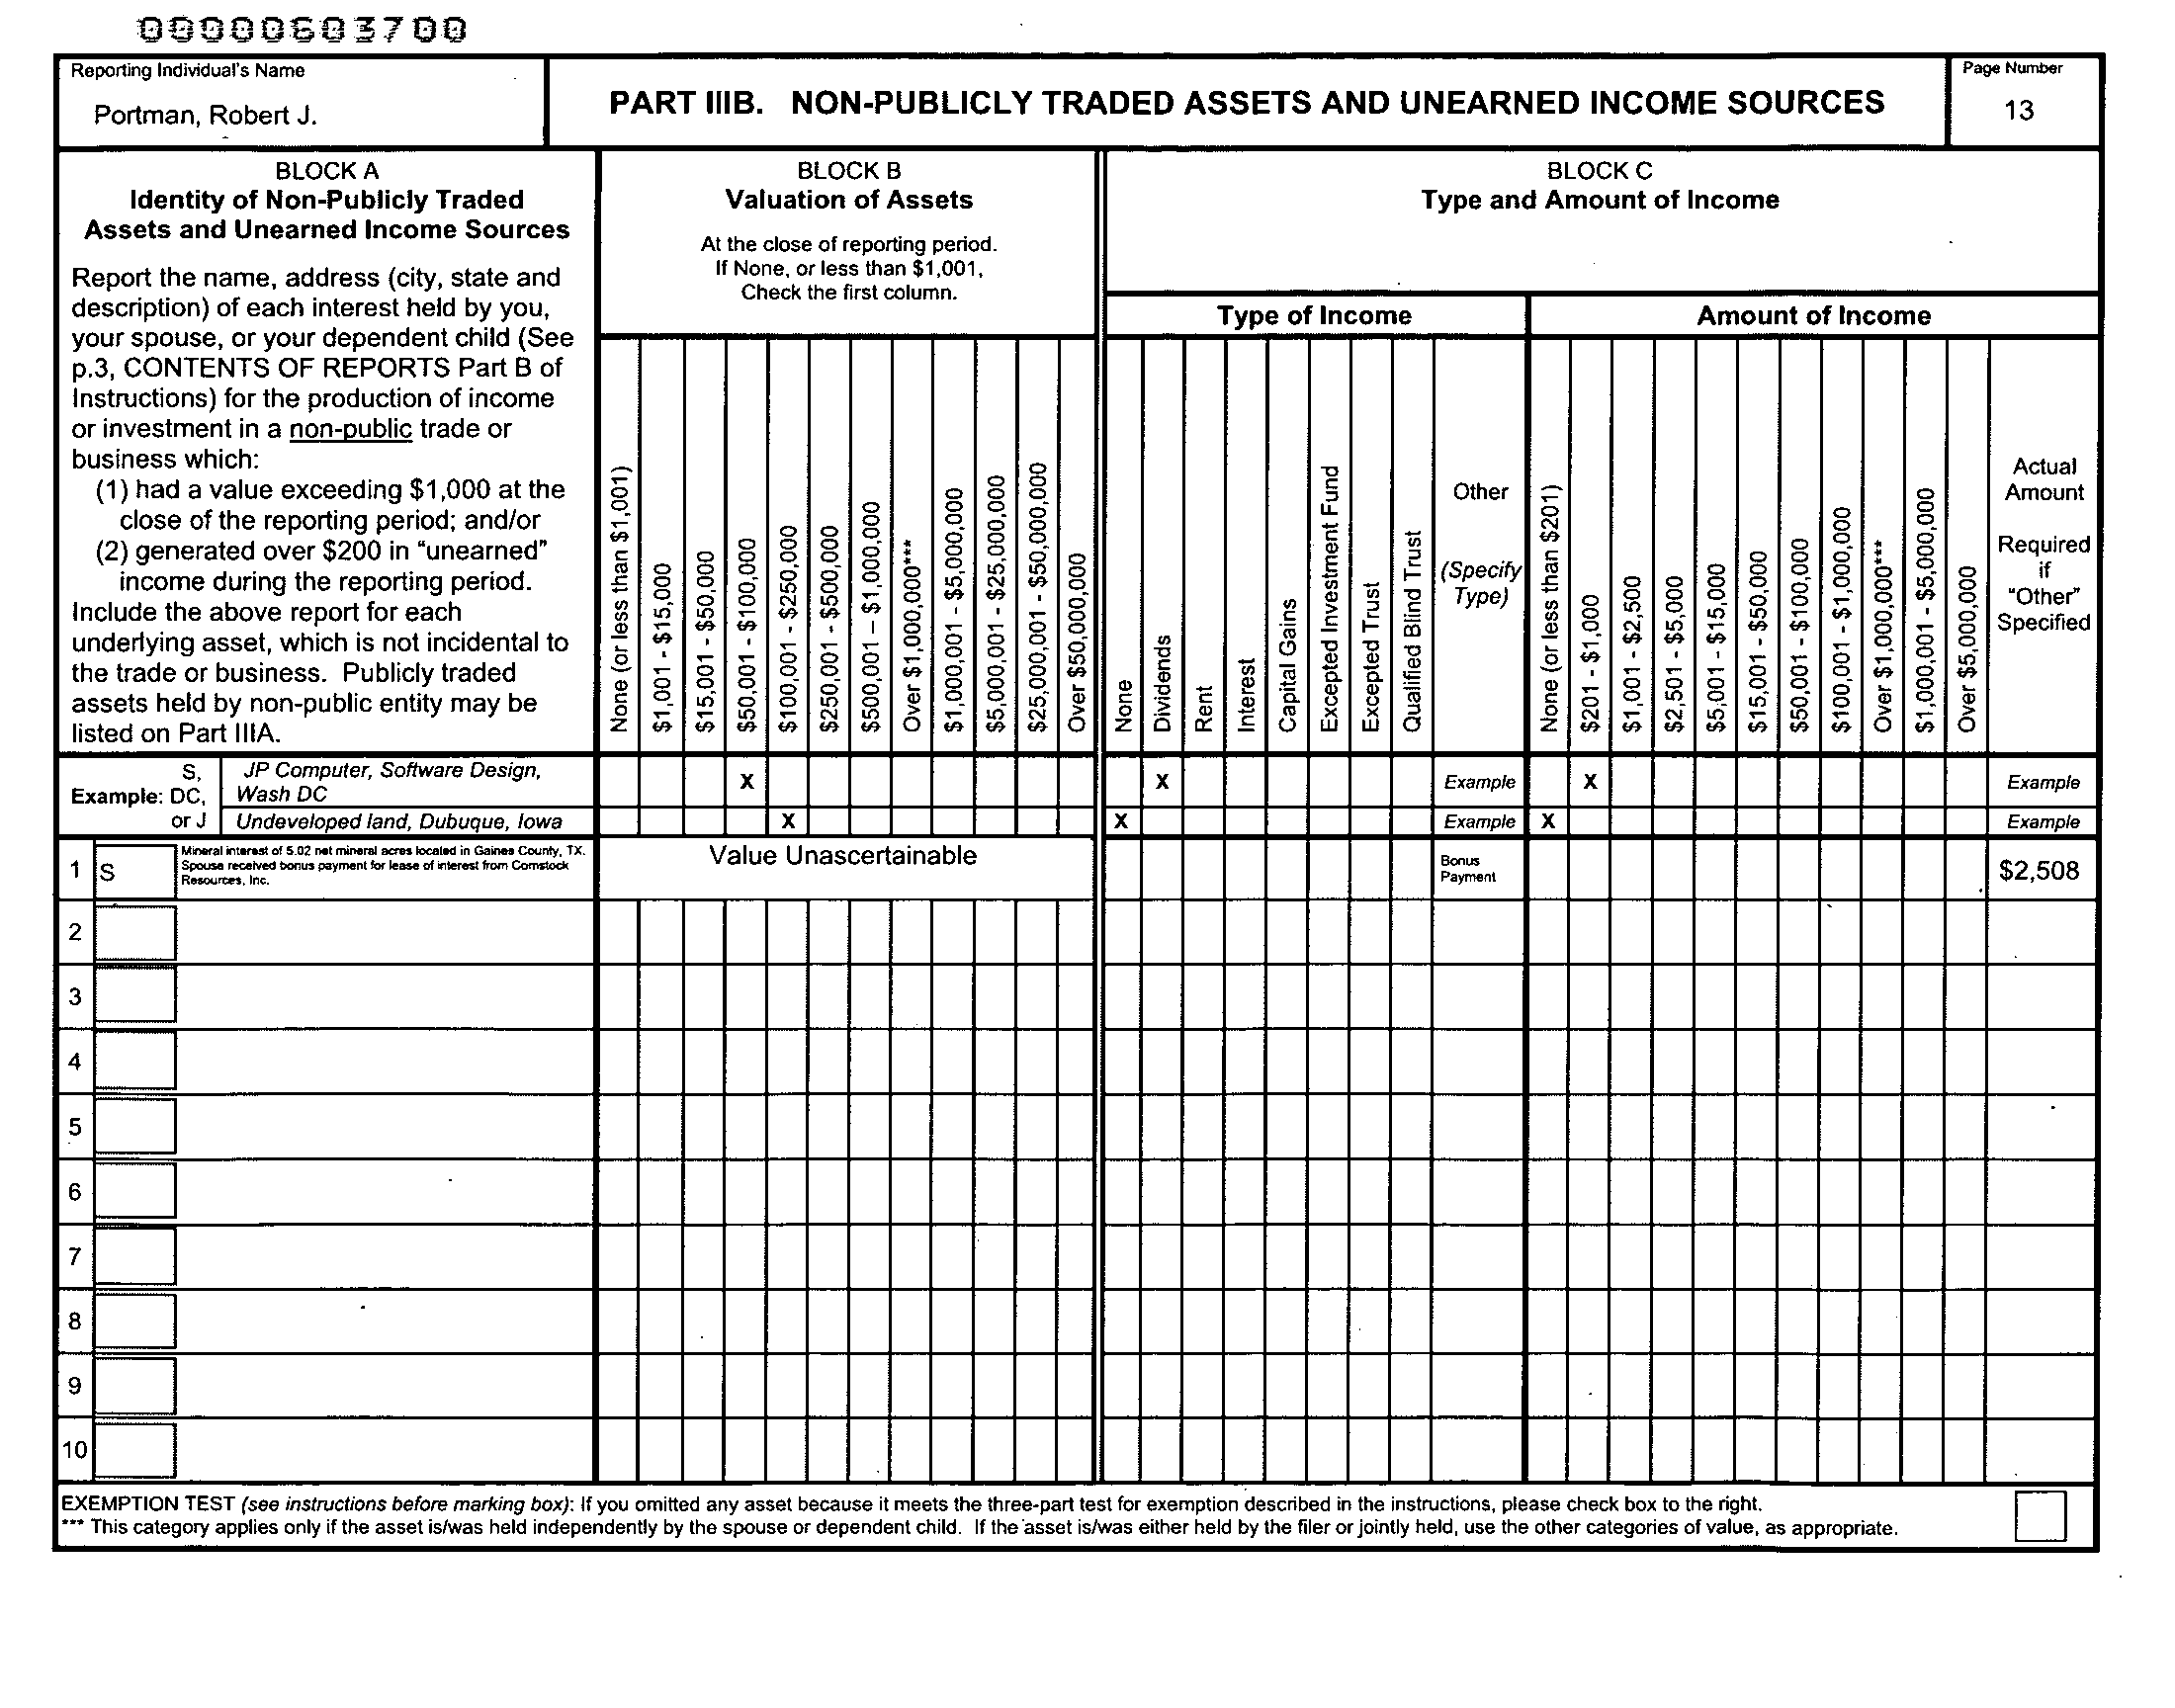 00000603700
Reporting Individual's Name
Portman, Robert J.
PART IIIB. NON-PUBLICLY TRADED ASSETS AND UNEARNED INCOME SOURCES
Page Number
13
BLOCK A
Identity of Non-Publicly Traded
Assets and Unearned Income Sources
Report the name, address (city, state and
description) of each interest held by you,
your spouse, or your dependent child (See
p.3, CONTENTS OF REPORTS Part B of
Instructions) for the production of income
or investment in a non-public trade or
business which:
(1) had a value exceeding $1,000 at the
close of the reporting period; and/or
(2) generated over $200 in "unearned"
income during the reporting period.
Include the above report for each
underlying asset, which is not incidental to
the trade or business. Publicly traded
assets held by non-public entity may be
listed on Part IIIA.
BLOCK B
Valuation of Assets
At the close of reporting period.
If None, or less than $1,001,
Check the first column.
None (or less than $1,001)
$1,001 - $15,000
$15,001 - $50,000
$50,001 - $100,000
$100,001 - $250,000
$250,001 - $500,000
$500,001 – $1,000,000
Over $1,000,000***
$1,000,001 - $5,000,000
$5,000,001 - $25,000,000
$25,000,001 - $50,000,000
Over $50,000,000
BLOCK C
Type and Amount of Income
Type of Income
None
Dividends
Rent
Interest
Capital Gains
Excepted Investment Fund
Excepted Trust
Qualified Blind Trust
Other
(Specify
Type)
Amount of Income
None (or less than $201)
$201 - $1,000
$1,001 - $2,500
$2,501 - $5,000
$5,001 - $15,000
$15,001 - $50,000
$50,001 - $100,000
$100,001 - $1,000,000
Over $1,000,000***
$1,000,001 - $5,000,000
Over $5,000,000
Actual
Amount
Required
if
"Other"
Specified
S,
Example: DC,
or J
JP Computer, Software Design,
Wash DC
X X Example X Example
Undeveloped land, Dubuque, Iowa X X Example X Example
1 S
Mineral interest of 5.02 net mineral acres located in Gaines County, TX.
Spouse received bonus payment for lease of interest from Comstock
Resources, Inc.
Value Unascertainable
Bonus
Payment
$2,508
2
3
4
5
6
7
8
9
10
EXEMPTION TEST (see instructions before marking box): If you omitted any asset because it meets the three-part test for exemption described in the instructions, please check box to the right.
*** This category applies only if the asset is/was held independently by the spouse or dependent child. If the asset is/was either held by the filer or jointly held, use the other categories of value, as appropriate.